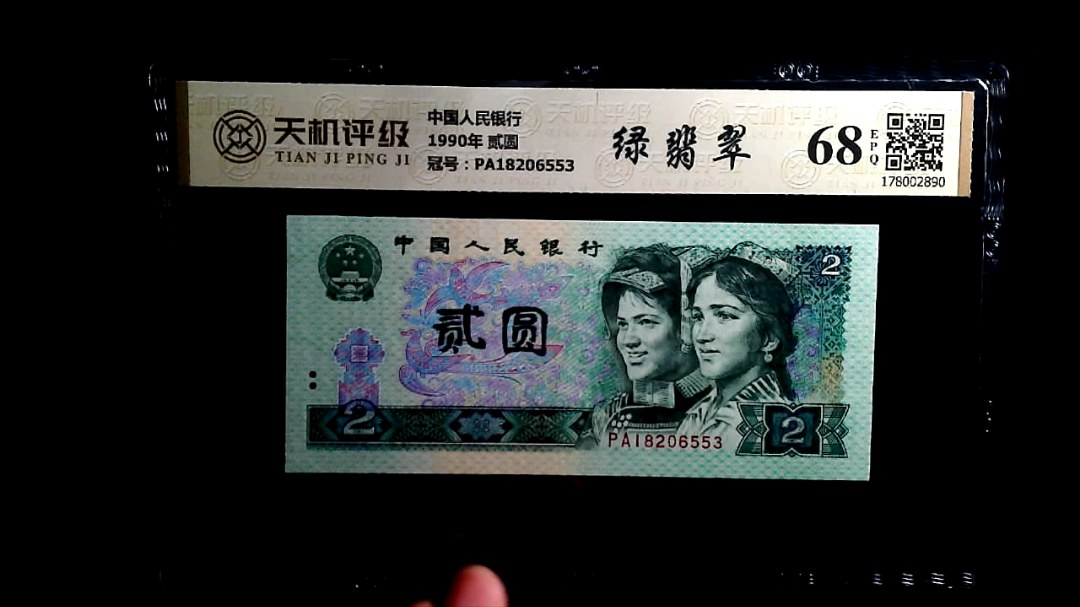 天机评级
TIAN JI PING JI
中国人民银行
1990年 贰圆
冠号：PA18206553
绿翡翠
68
EPQ
178002890
中国人民银行
2
贰圆
2
PA18206553
2